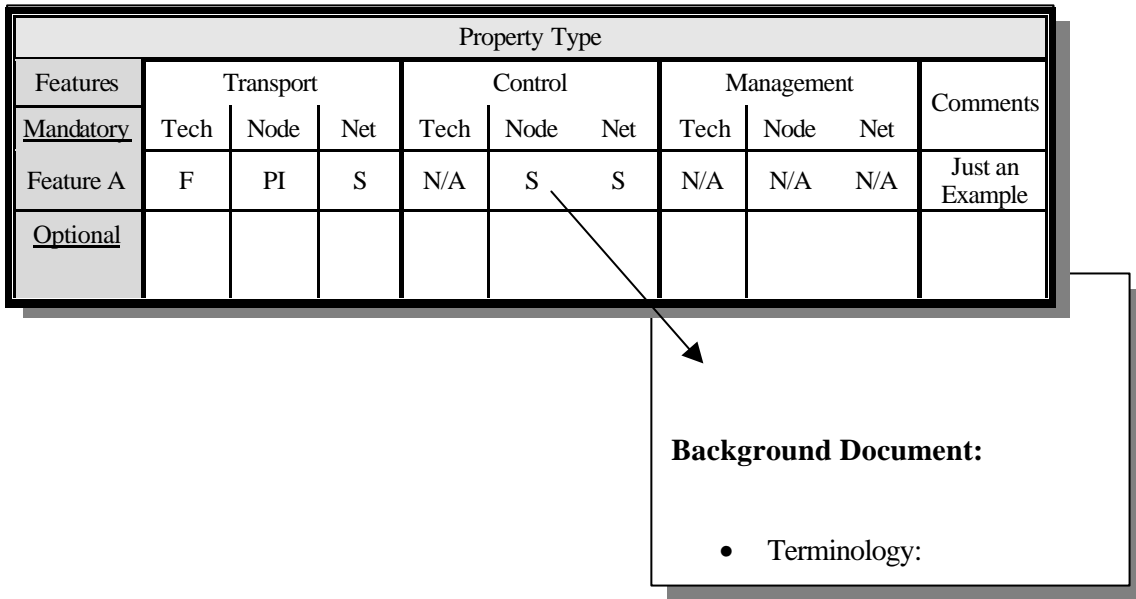 Property Type
Features Transport Control Management Comments
Mandatory Tech Node Net Tech Node Net Tech Node Net
Feature A F PI S N/A S S N/A N/A N/A Just an Example
Optional
Background Document:
• Terminology: